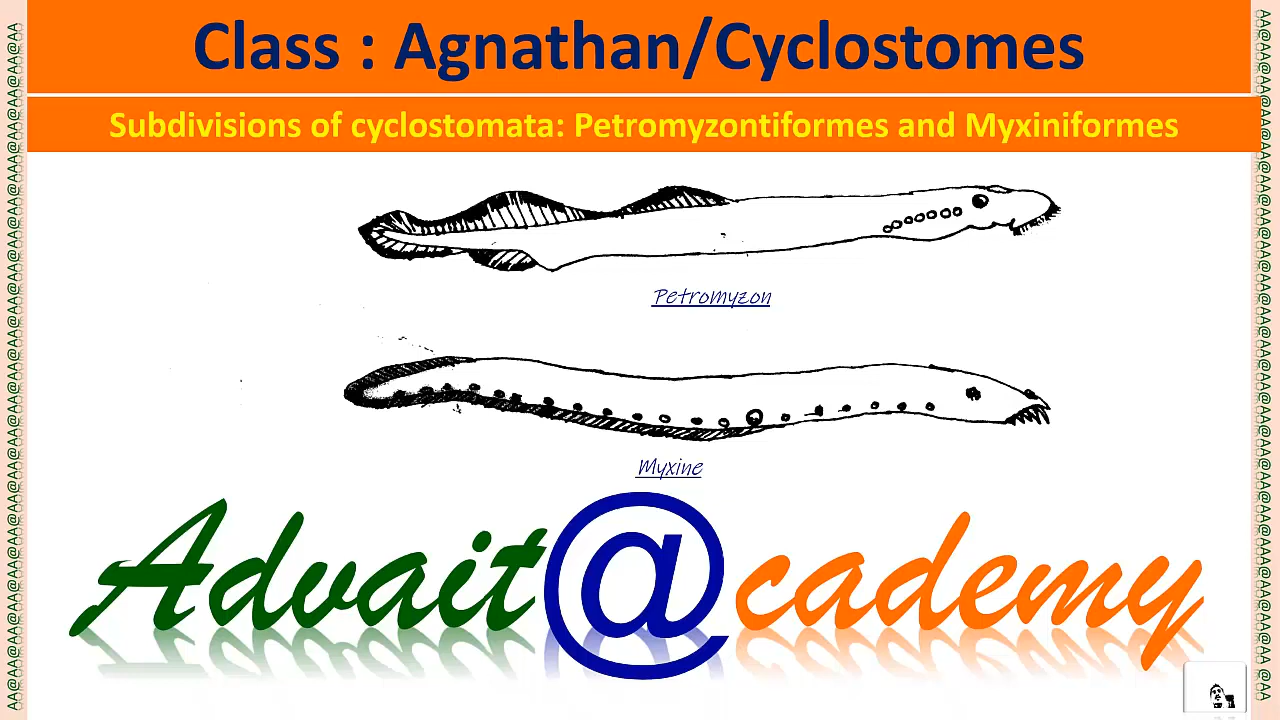 Class : Agnathan/Cyclostomes
Subdivisions of cyclostomata: Petromyzontiformes and Myxiniformes
Petromyzon
Myxine
Advait@cademy